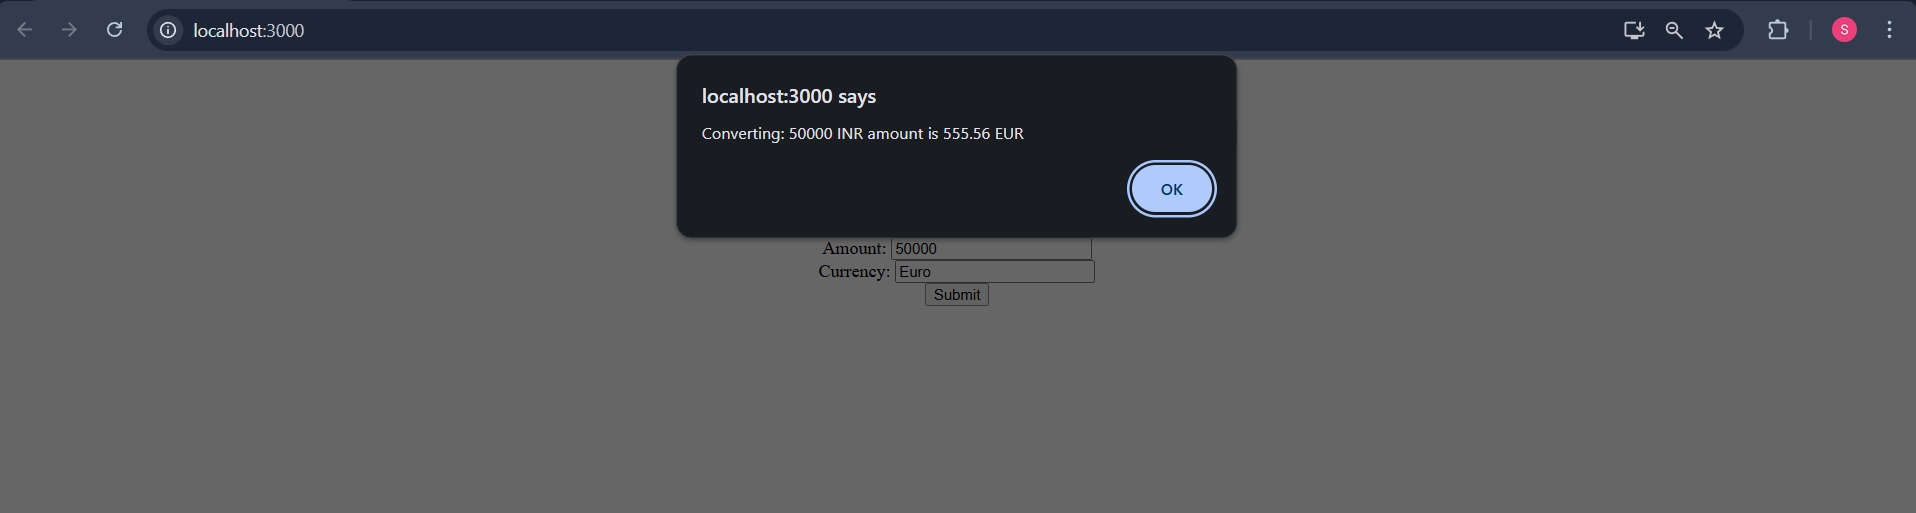 localhost:3000
S
localhost:3000 says
Converting: 50000 INR amount is 555.56 EUR
OK
Amount: 50000
Currency: Euro
Submit